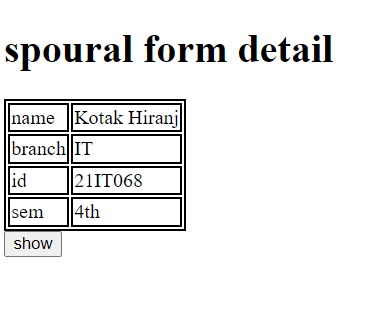 spoural form detail
name Kotak Hiranj
branch IT
id 21IT068
sem 4th
show